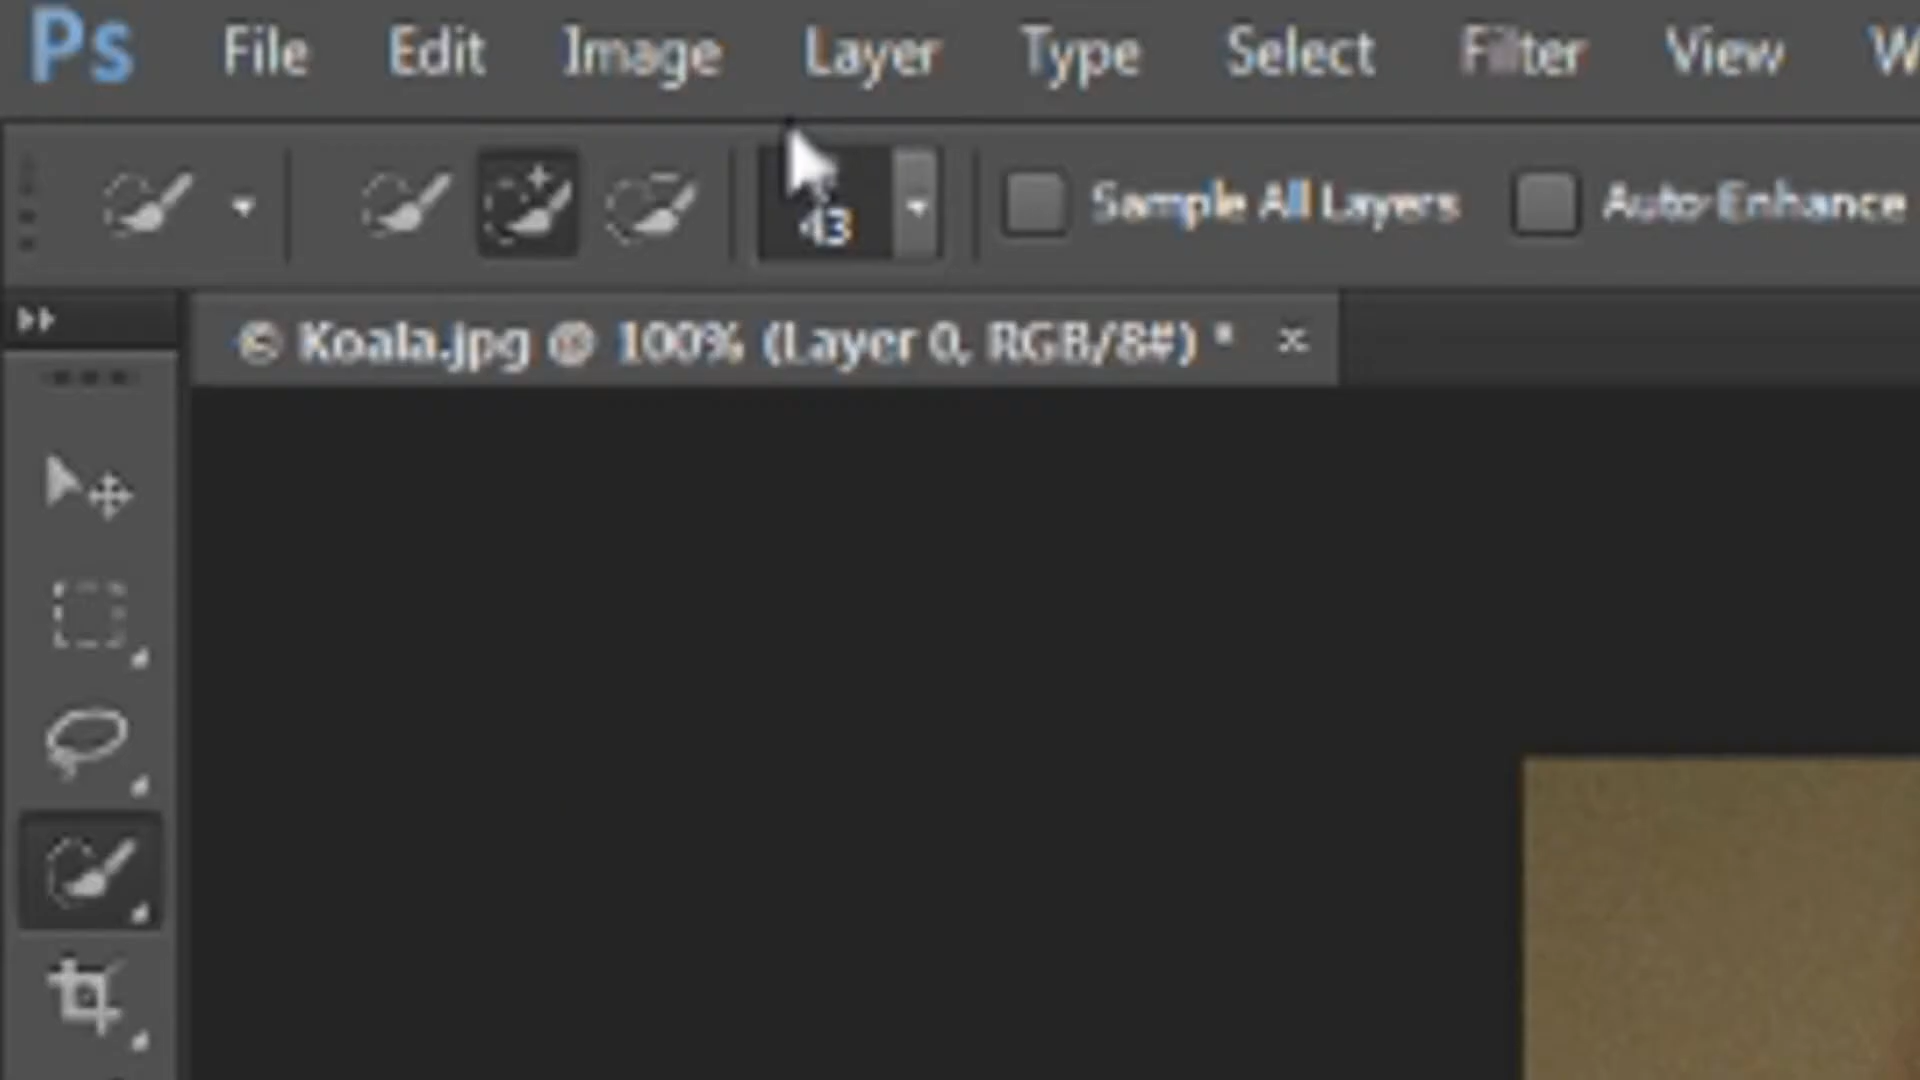 Ps File Edit Image Layer Type Select Filter View W
43 Sample All Layers Auto-Enhance
© Koala.jpg @ 100% (Layer 0, RGB/8#) * ×